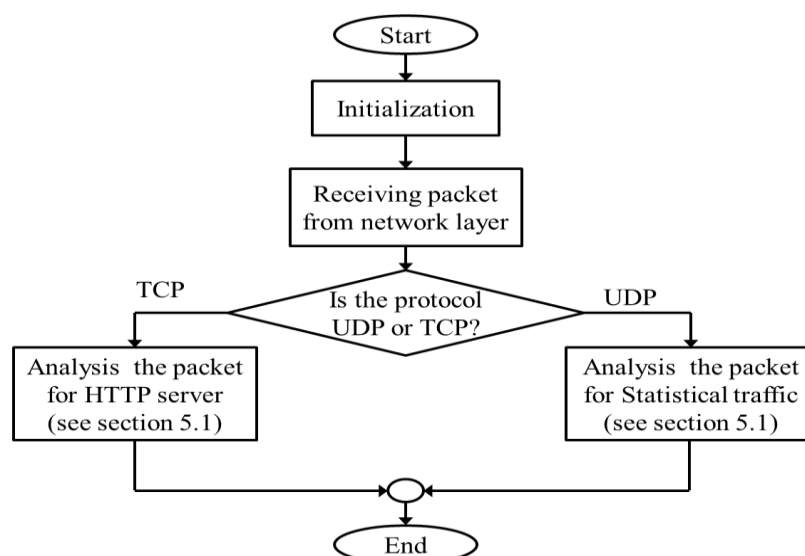 Start
Initialization
Receiving packet
from network layer
Is the protocol
UDP or TCP?
TCP
UDP
Analysis the packet
for HTTP server
(see section 5.1)
Analysis the packet
for Statistical traffic
(see section 5.1)
End